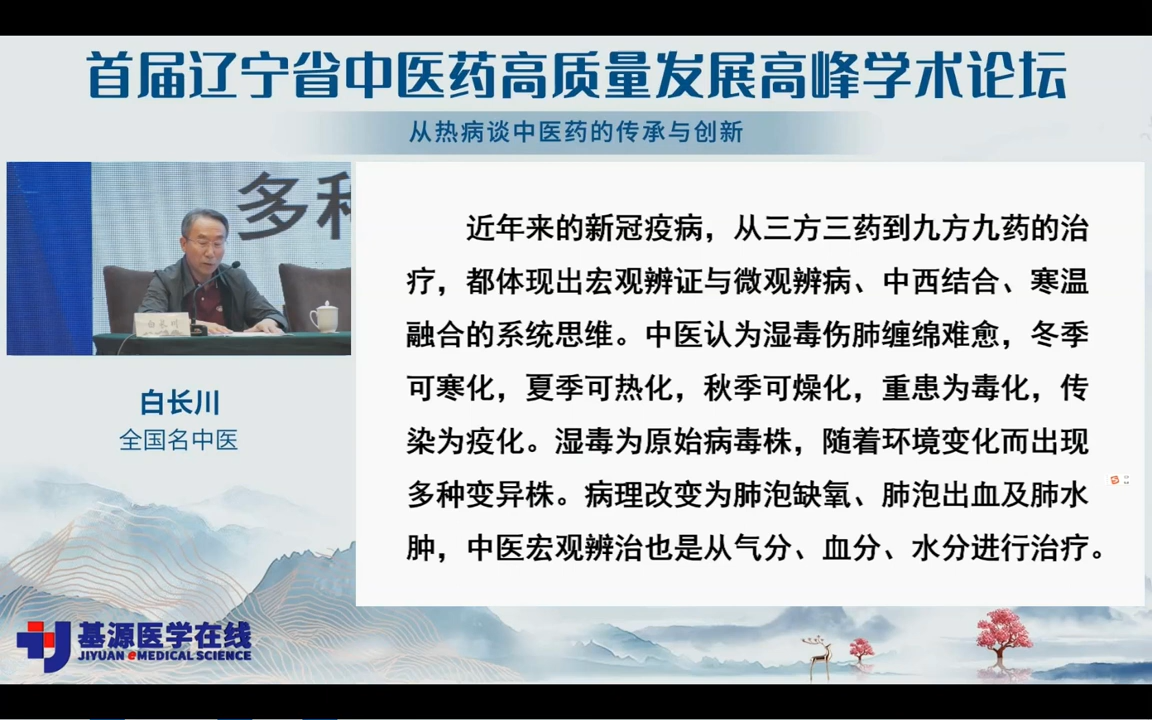 首届辽宁省中医药高质量发展高峰学术论坛
从热病谈中医药的传承与创新
多种
白长川
白长川
全国名中医
近年来的新冠疫病，从三方三药到九方九药的治
疗，都体现出宏观辨证与微观辨病、中西结合、寒温
融合的系统思维。中医认为湿毒伤肺缠绵难愈，冬季
可寒化，夏季可热化，秋季可燥化，重患为毒化，传
染为疫化。湿毒为原始病毒株，随着环境变化而出现
多种变异株。病理改变为肺泡缺氧、肺泡出血及肺水
肿，中医宏观辨治也是从气分、血分、水分进行治疗。
基源医学在线
JIYUAN eMEDICAL SCIENCE